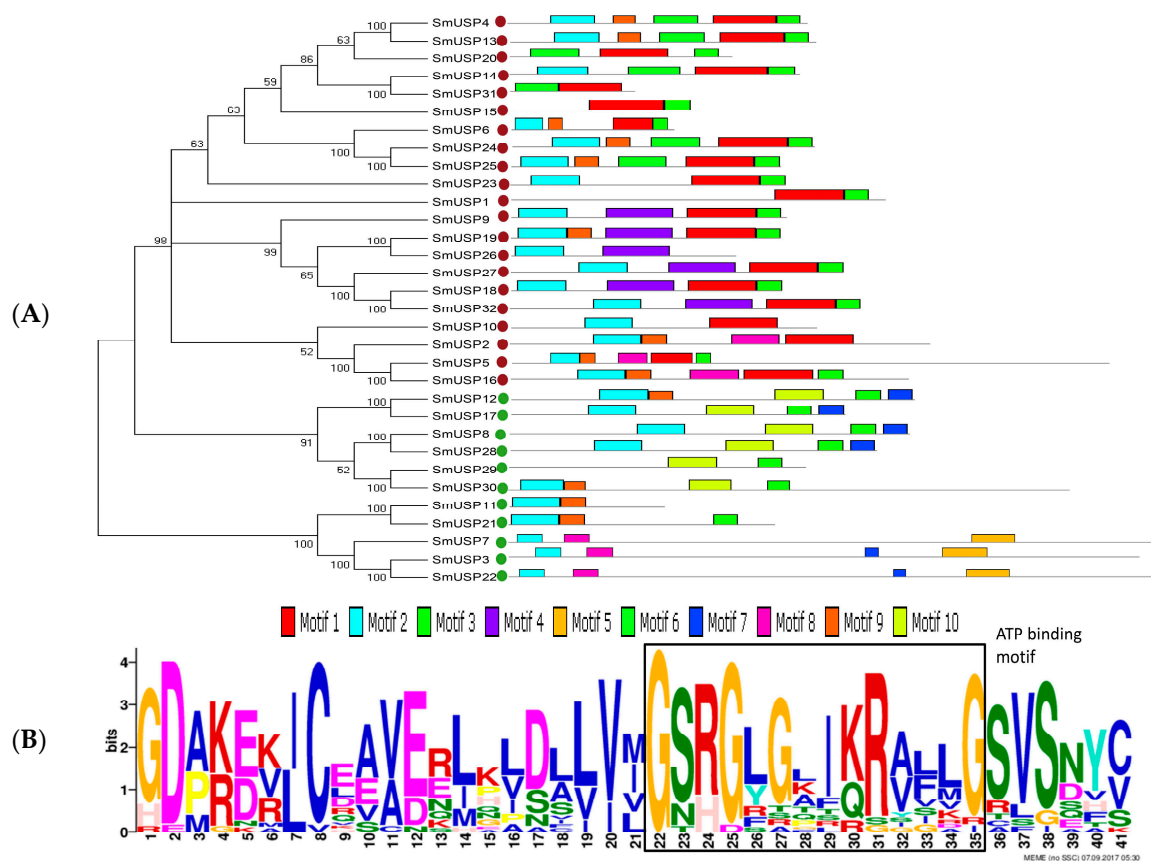 (A)
SmUSP4
SmUSP13
SmUSP20
SmUSP14
SmUSP31
SmUSP15
SmUSP6
SmUSP24
SmUSP25
SmUSP23
SmUSP1
SmUSP9
SmUSP19
SmUSP26
SmUSP27
SmUSP18
SmUSP32
SmUSP10
SmUSP2
SmUSP5
SmUSP16
SmUSP12
SmUSP17
SmUSP8
SmUSP28
SmUSP29
SmUSP30
SmUSP11
SmUSP21
SmUSP7
SmUSP3
SmUSP22
100
63
86
100
59
63
63
100
100
98
100
99
65
100
100
52
100
100
100
91
100
52
100
100
100
100
100
Motif 1 Motif 2 Motif 3 Motif 4 Motif 5 Motif 6 Motif 7 Motif 8 Motif 9 Motif 10
ATP binding
motif
(B)
bits
4
3
2
1
0
1 2 3 4 5 6 7 8 9 10 11 12 13 14 15 16 17 18 19 20 21 22 23 24 25 26 27 28 29 30 31 32 33 34 35 36 37 38 39 40 41
MEME (no SSC) 07.09.2017 05:30